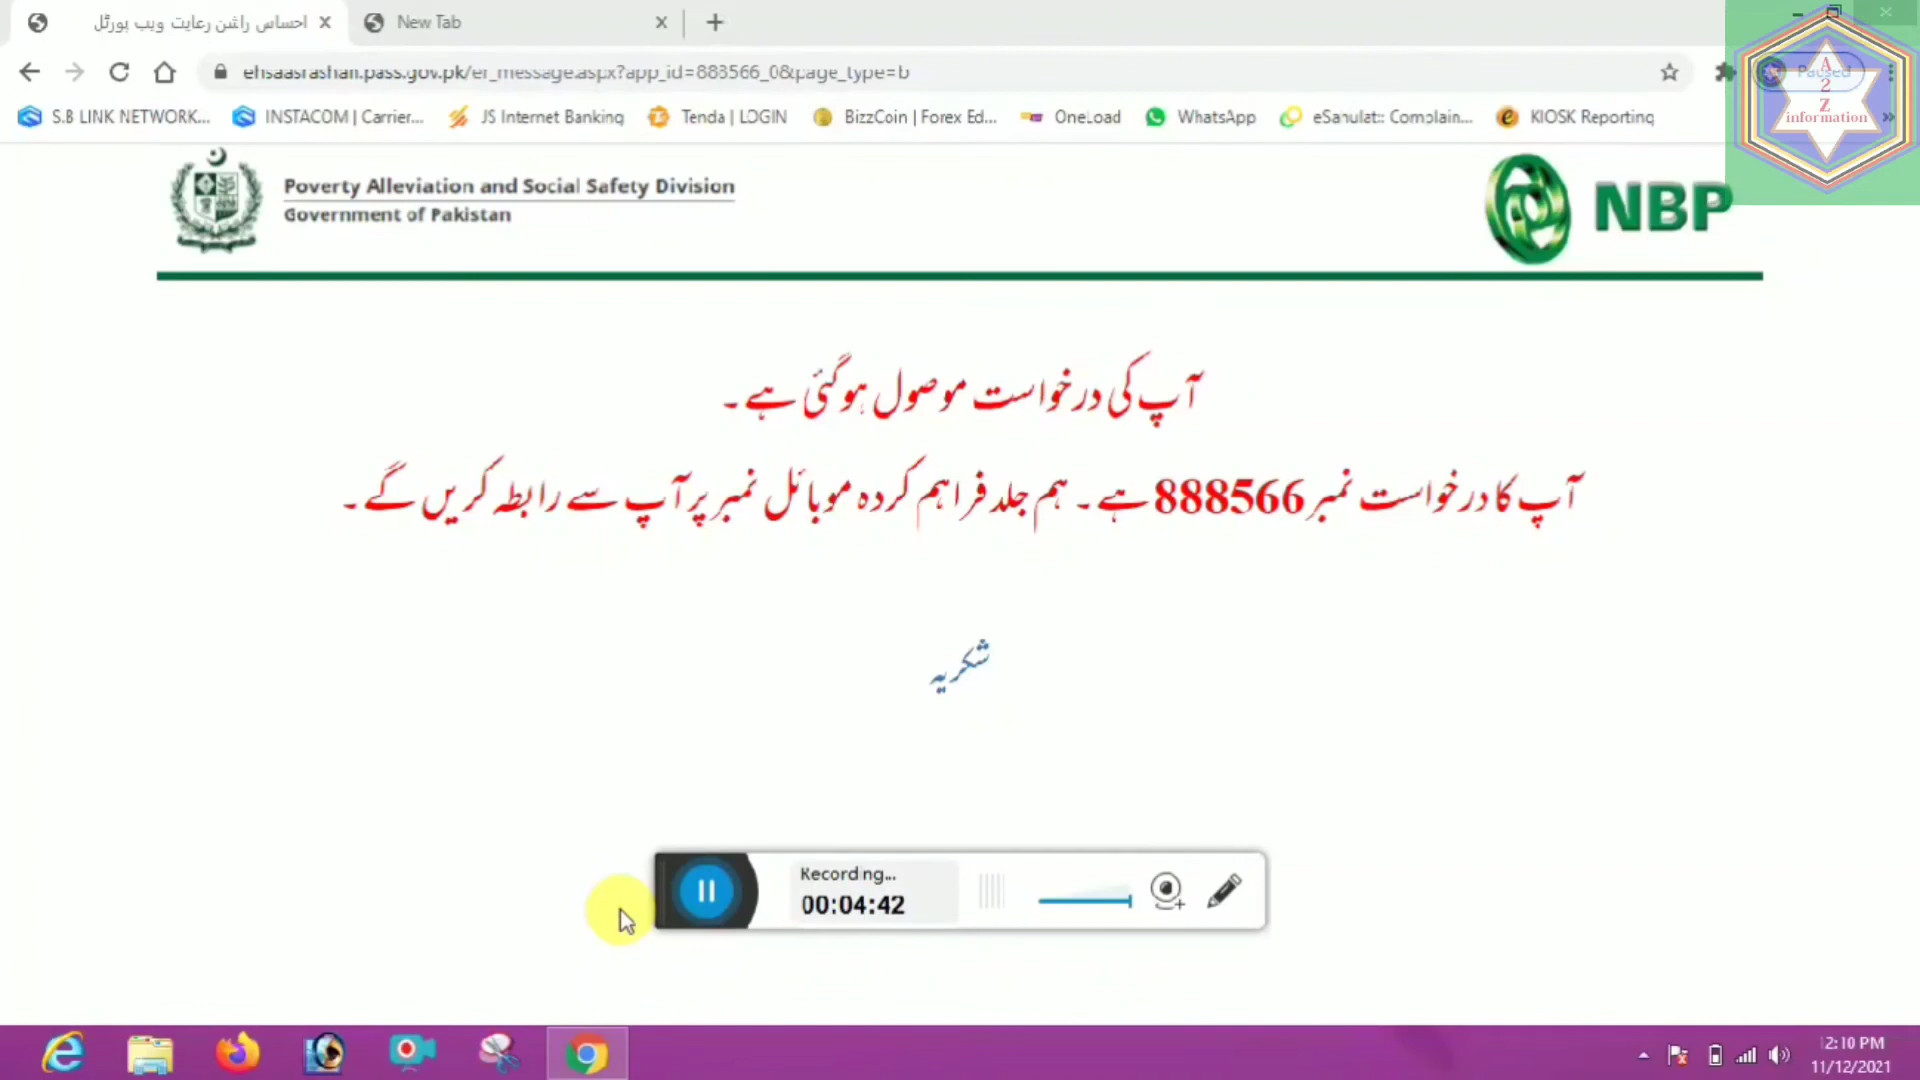 احساس راشن رعایت ویب پورٹل
New Tab
ehsaasrashan.pass.gov.pk/er_message.aspx?app_id=888566_0&page_type=b
Paused
S.B LINK NETWORK...
INSTACOM | Carrier...
JS Internet Banking
Tenda | LOGIN
BizzCoin | Forex Ed...
OneLoad
WhatsApp
eSahulat:: Complain...
KIOSK Reporting
A
2
Z
information
Poverty Alleviation and Social Safety Division
Government of Pakistan
NBP
آپ کی درخواست موصول ہوگئی ہے۔
آپ کا درخواست نمبر 888566 ہے۔ ہم جلد فراہم کردہ موبائل نمبر پر آپ سے رابطہ کریں گے۔
شکریہ
Recording...
00:04:42
2:10 PM
11/12/2021